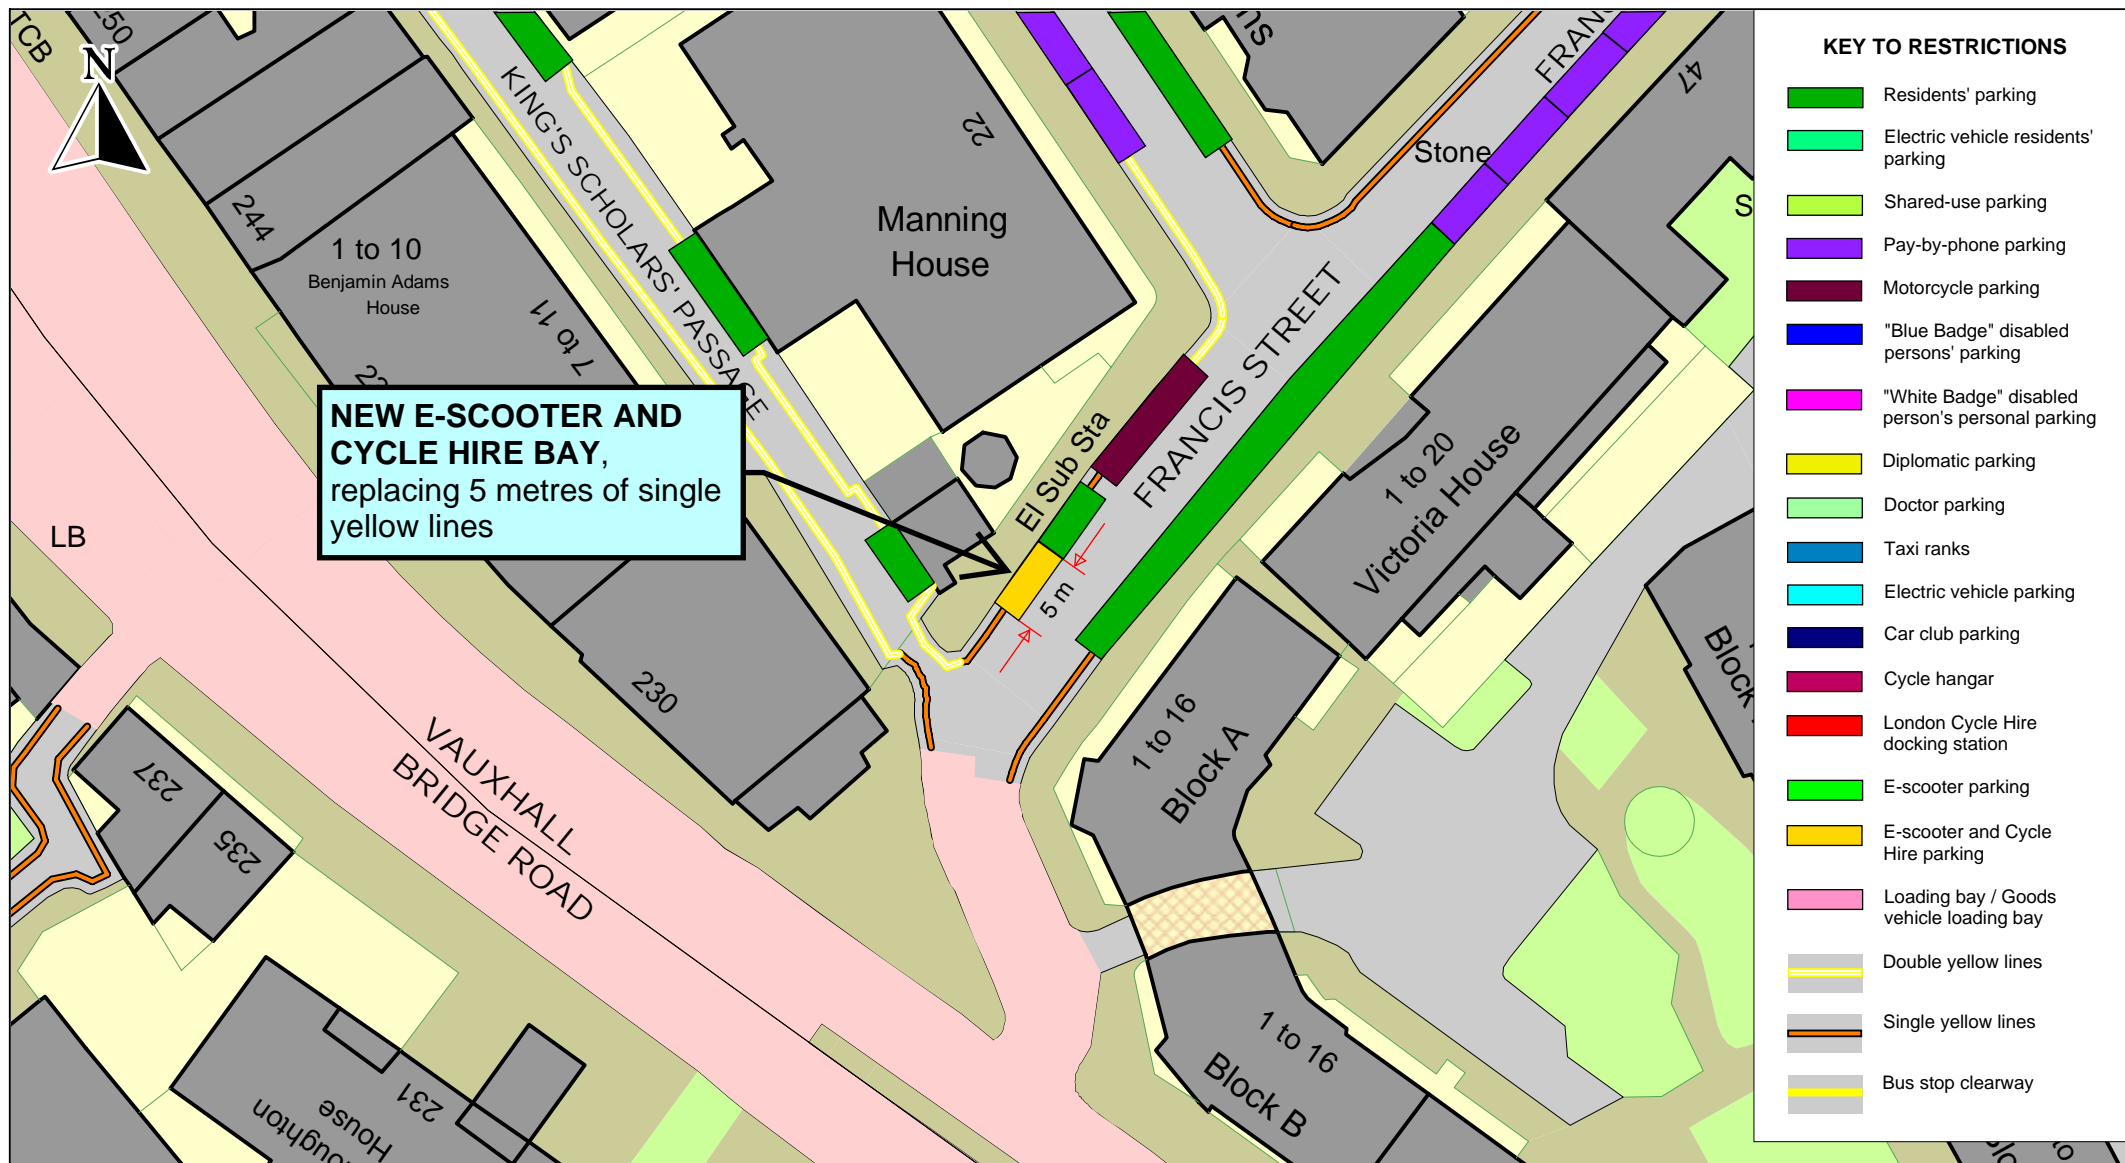 TCB
250
N
KING'S SCHOLARS' PASSAGE
22
Manning
House
Stone
47
FRANCIS STREET
244
1 to 10
Benjamin Adams
House
7 to 11
NEW E-SCOOTER AND
CYCLE HIRE BAY,
replacing 5 metres of single
yellow lines
El Sub Sta
5 m
1 to 20
Victoria House
LB
230
VAUXHALL
BRIDGE ROAD
237
235
1 to 16
Block A
Block
1 to 16
Block B
231
House
KEY TO RESTRICTIONS
Residents' parking
Electric vehicle residents'
parking
Shared-use parking
Pay-by-phone parking
Motorcycle parking
"Blue Badge" disabled
persons' parking
"White Badge" disabled
person's personal parking
Diplomatic parking
Doctor parking
Taxi ranks
Electric vehicle parking
Car club parking
Cycle hangar
London Cycle Hire
docking station
E-scooter parking
E-scooter and Cycle
Hire parking
Loading bay / Goods
vehicle loading bay
Double yellow lines
Single yellow lines
Bus stop clearway